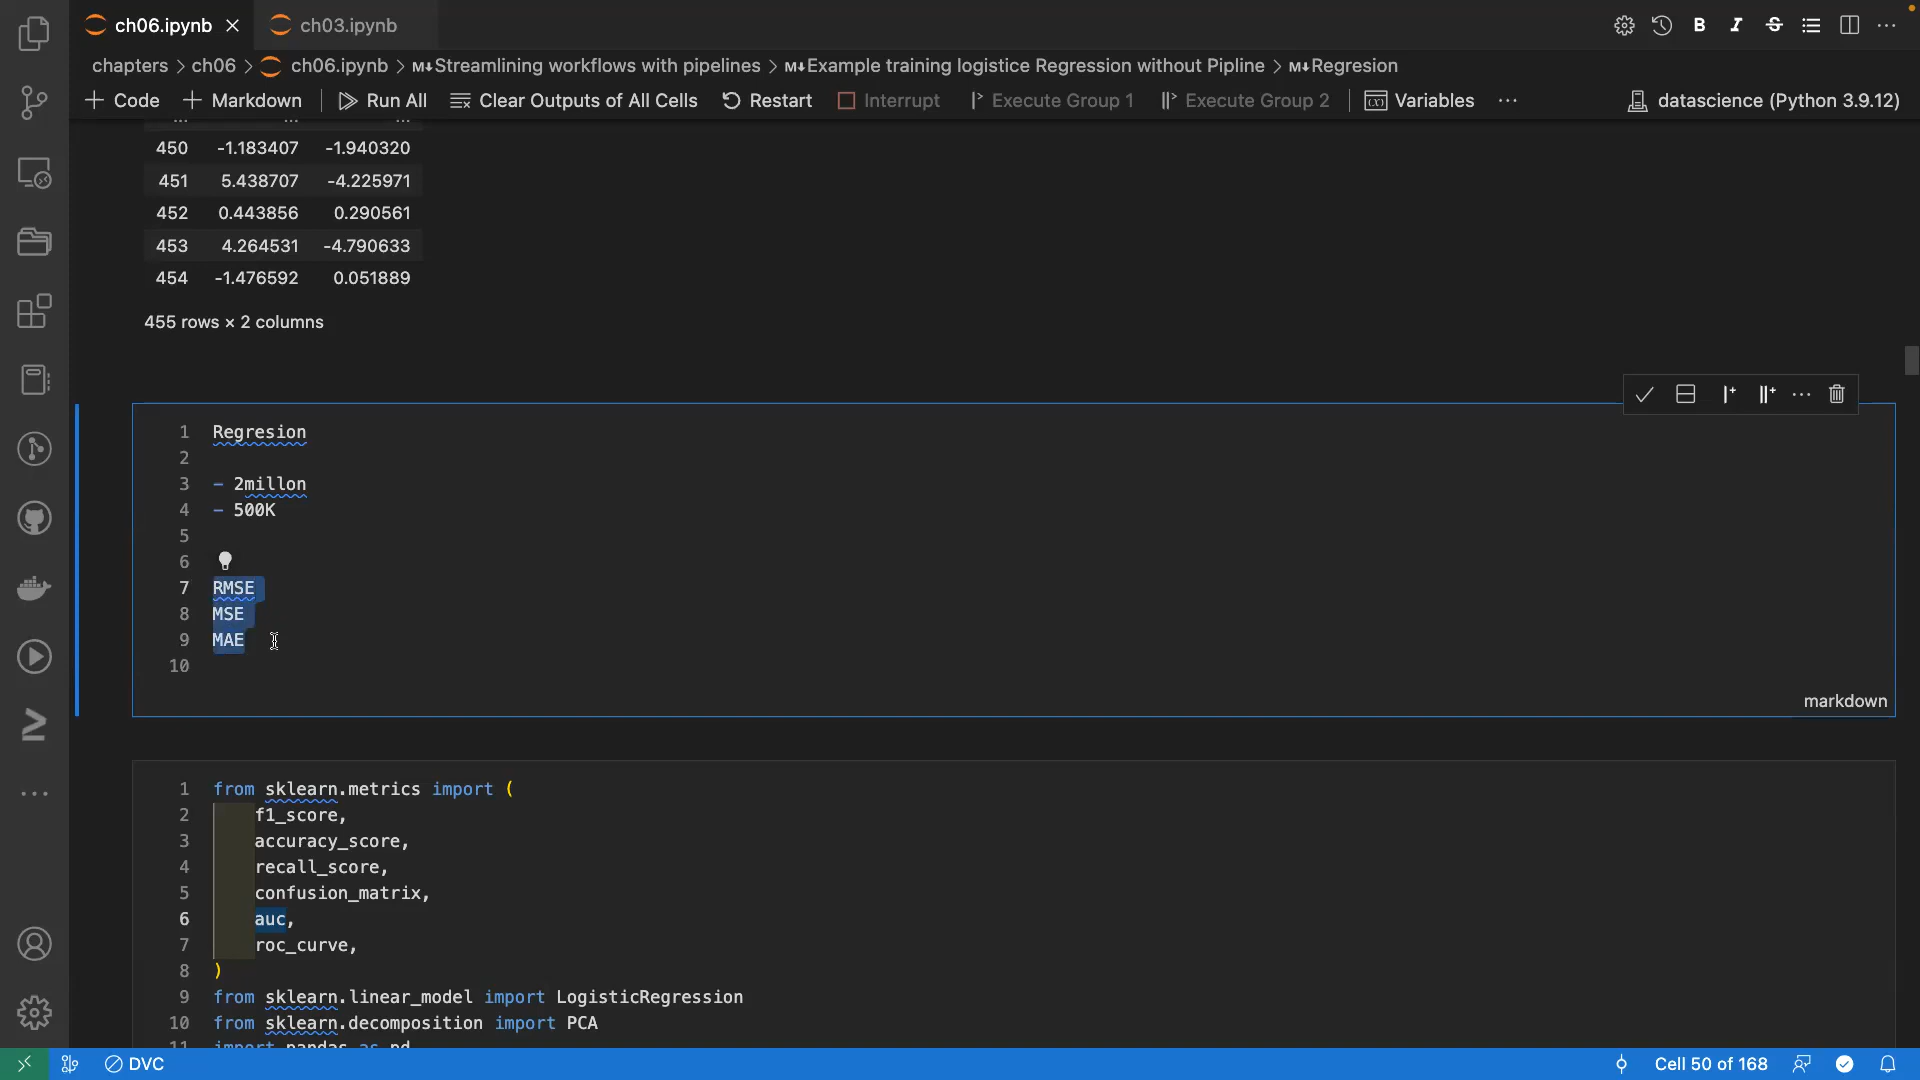 ch06.ipynb
ch03.ipynb
chapters > ch06 > ch06.ipynb > M↓Streamlining workflows with pipelines > M↓Example training logistice Regression without Pipline > M↓Regresion
+ Code + Markdown Run All Clear Outputs of All Cells Restart Interrupt Execute Group 1 Execute Group 2 Variables ··· datascience (Python 3.9.12)
... ... ...
450 -1.183407 -1.940320
451 5.438707 -4.225971
452 0.443856 0.290561
453 4.264531 -4.790633
454 -1.476592 0.051889
455 rows × 2 columns
1 Regresion
2
3 - 2millon
4 - 500K
5
6
7 RMSE
8 MSE
9 MAE
10
markdown
1 from sklearn.metrics import (
2 f1_score,
3 accuracy_score,
4 recall_score,
5 confusion_matrix,
6 auc,
7 roc_curve,
8 )
9 from sklearn.linear_model import LogisticRegression
10 from sklearn.decomposition import PCA
11 import pandas as pd
DVC
Cell 50 of 168